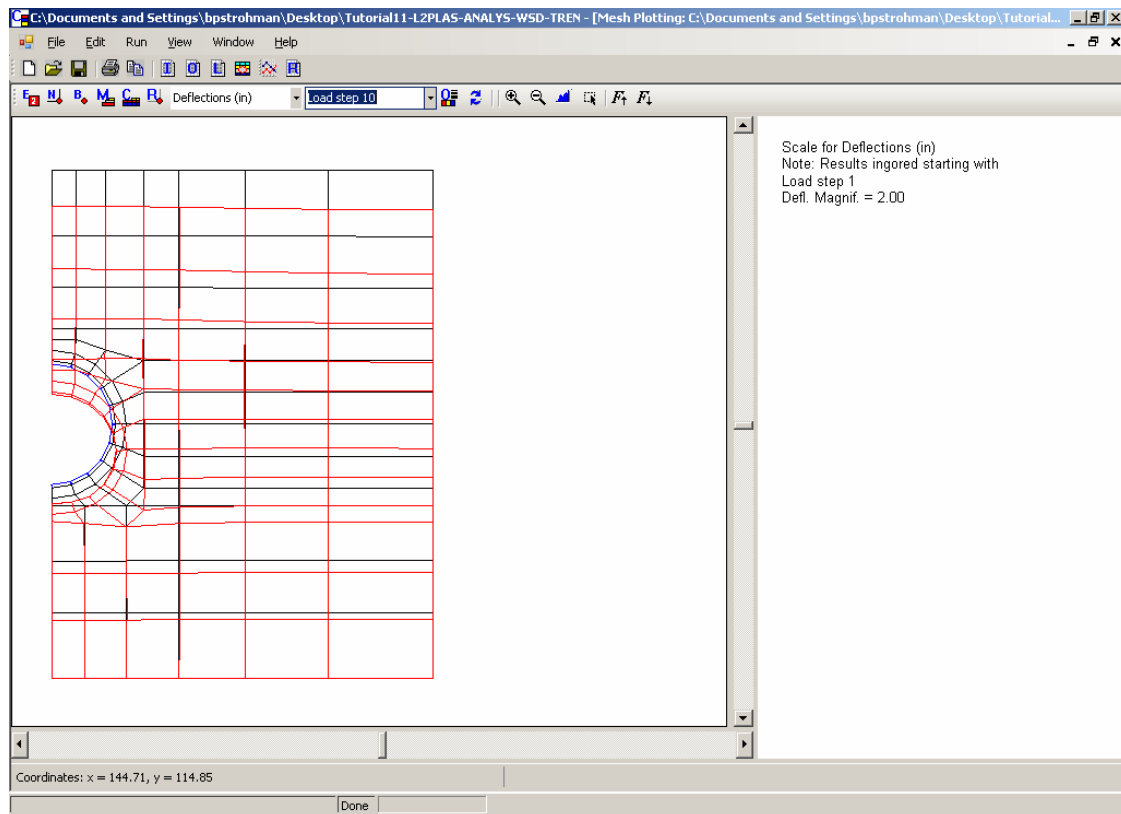 C:\Documents and Settings\bpstrohman\Desktop\Tutorial11-L2PLAS-ANALYS-WSD-TREN - [Mesh Plotting: C:\Documents and Settings\bpstrohman\Desktop\Tutorial...
File Edit Run View Window Help
Deflections (in) Load step 10
Scale for Deflections (in)
Note: Results ingored starting with
Load step 1
Defl. Magnif. = 2.00
Coordinates: x = 144.71, y = 114.85
Done